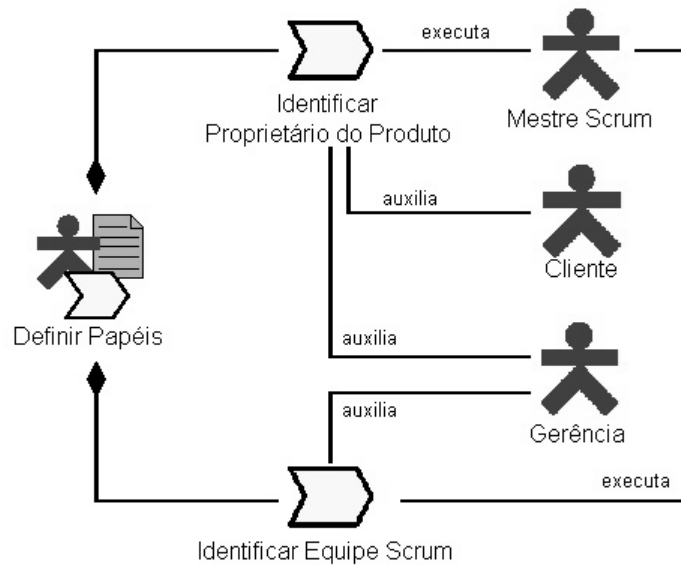 executa
Identificar
Proprietário do Produto
Mestre Scrum
auxilia
Cliente
Definir Papéis
auxilia
auxilia
Gerência
executa
Identificar Equipe Scrum